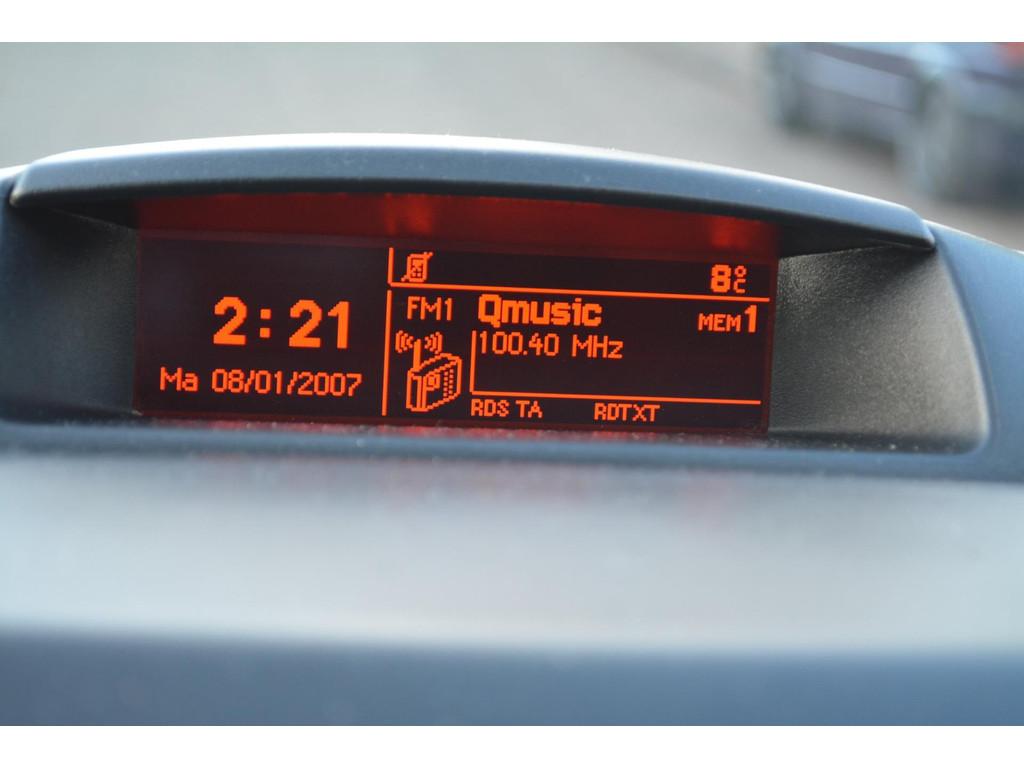 2:21
Ma 08/01/2007
8°C
FM1 Qmusic MEM1
100.40 MHz
RDS TA RDTXT